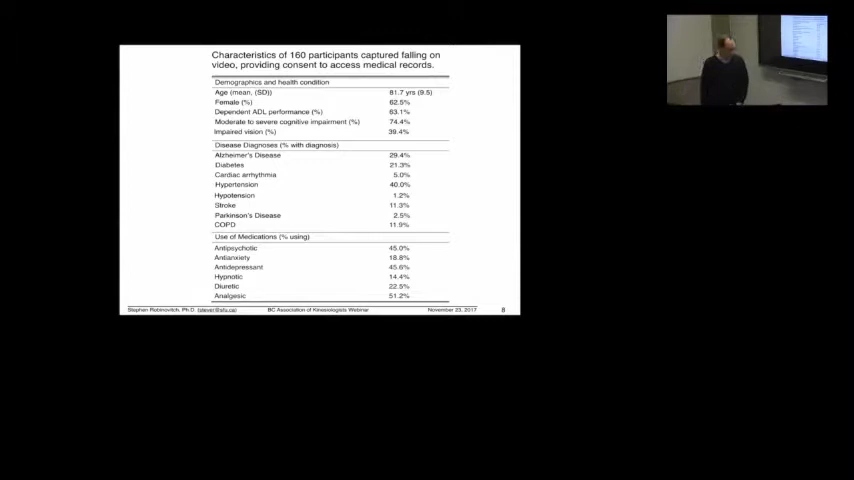 Characteristics of 160 participants captured falling on
video, providing consent to access medical records.
Demographics and health condition
Age (mean, (SD)) 81.7 yrs (9.5)
Female (%) 62.5%
Dependent ADL performance (%) 63.1%
Moderate to severe cognitive impairment (%) 74.4%
Impaired vision (%) 39.4%
Disease Diagnoses (% with diagnosis)
Alzheimer's Disease 29.4%
Diabetes 21.3%
Cardiac arrhythmia 5.0%
Hypertension 40.0%
Hypotension 1.2%
Stroke 11.3%
Parkinson's Disease 2.5%
COPD 11.9%
Use of Medications (% using)
Antipsychotic 45.0%
Antianxiety 18.8%
Antidepressant 45.6%
Hypnotic 14.4%
Diuretic 22.5%
Analgesic 51.2%
Stephen Robinovitch, Ph.D. (stever@sfu.ca) BC Association of Kinesiologists Webinar November 23, 2017 8